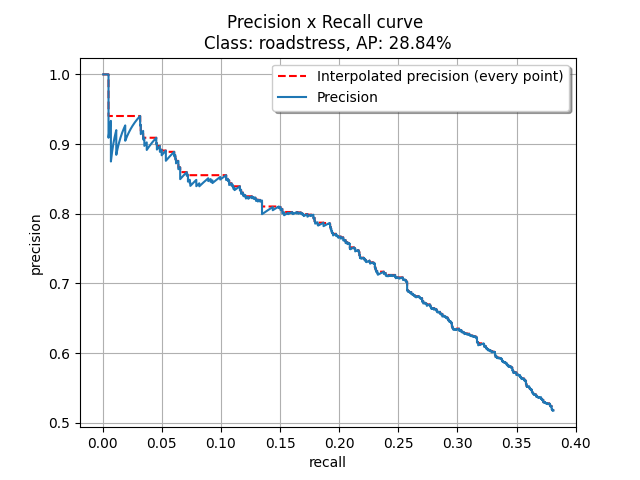 Precision x Recall curve
Class: roadstress, AP: 28.84%
Interpolated precision (every point)
Precision
precision
1.0
0.9
0.8
0.7
0.6
0.5
0.00 0.05 0.10 0.15 0.20 0.25 0.30 0.35 0.40
recall